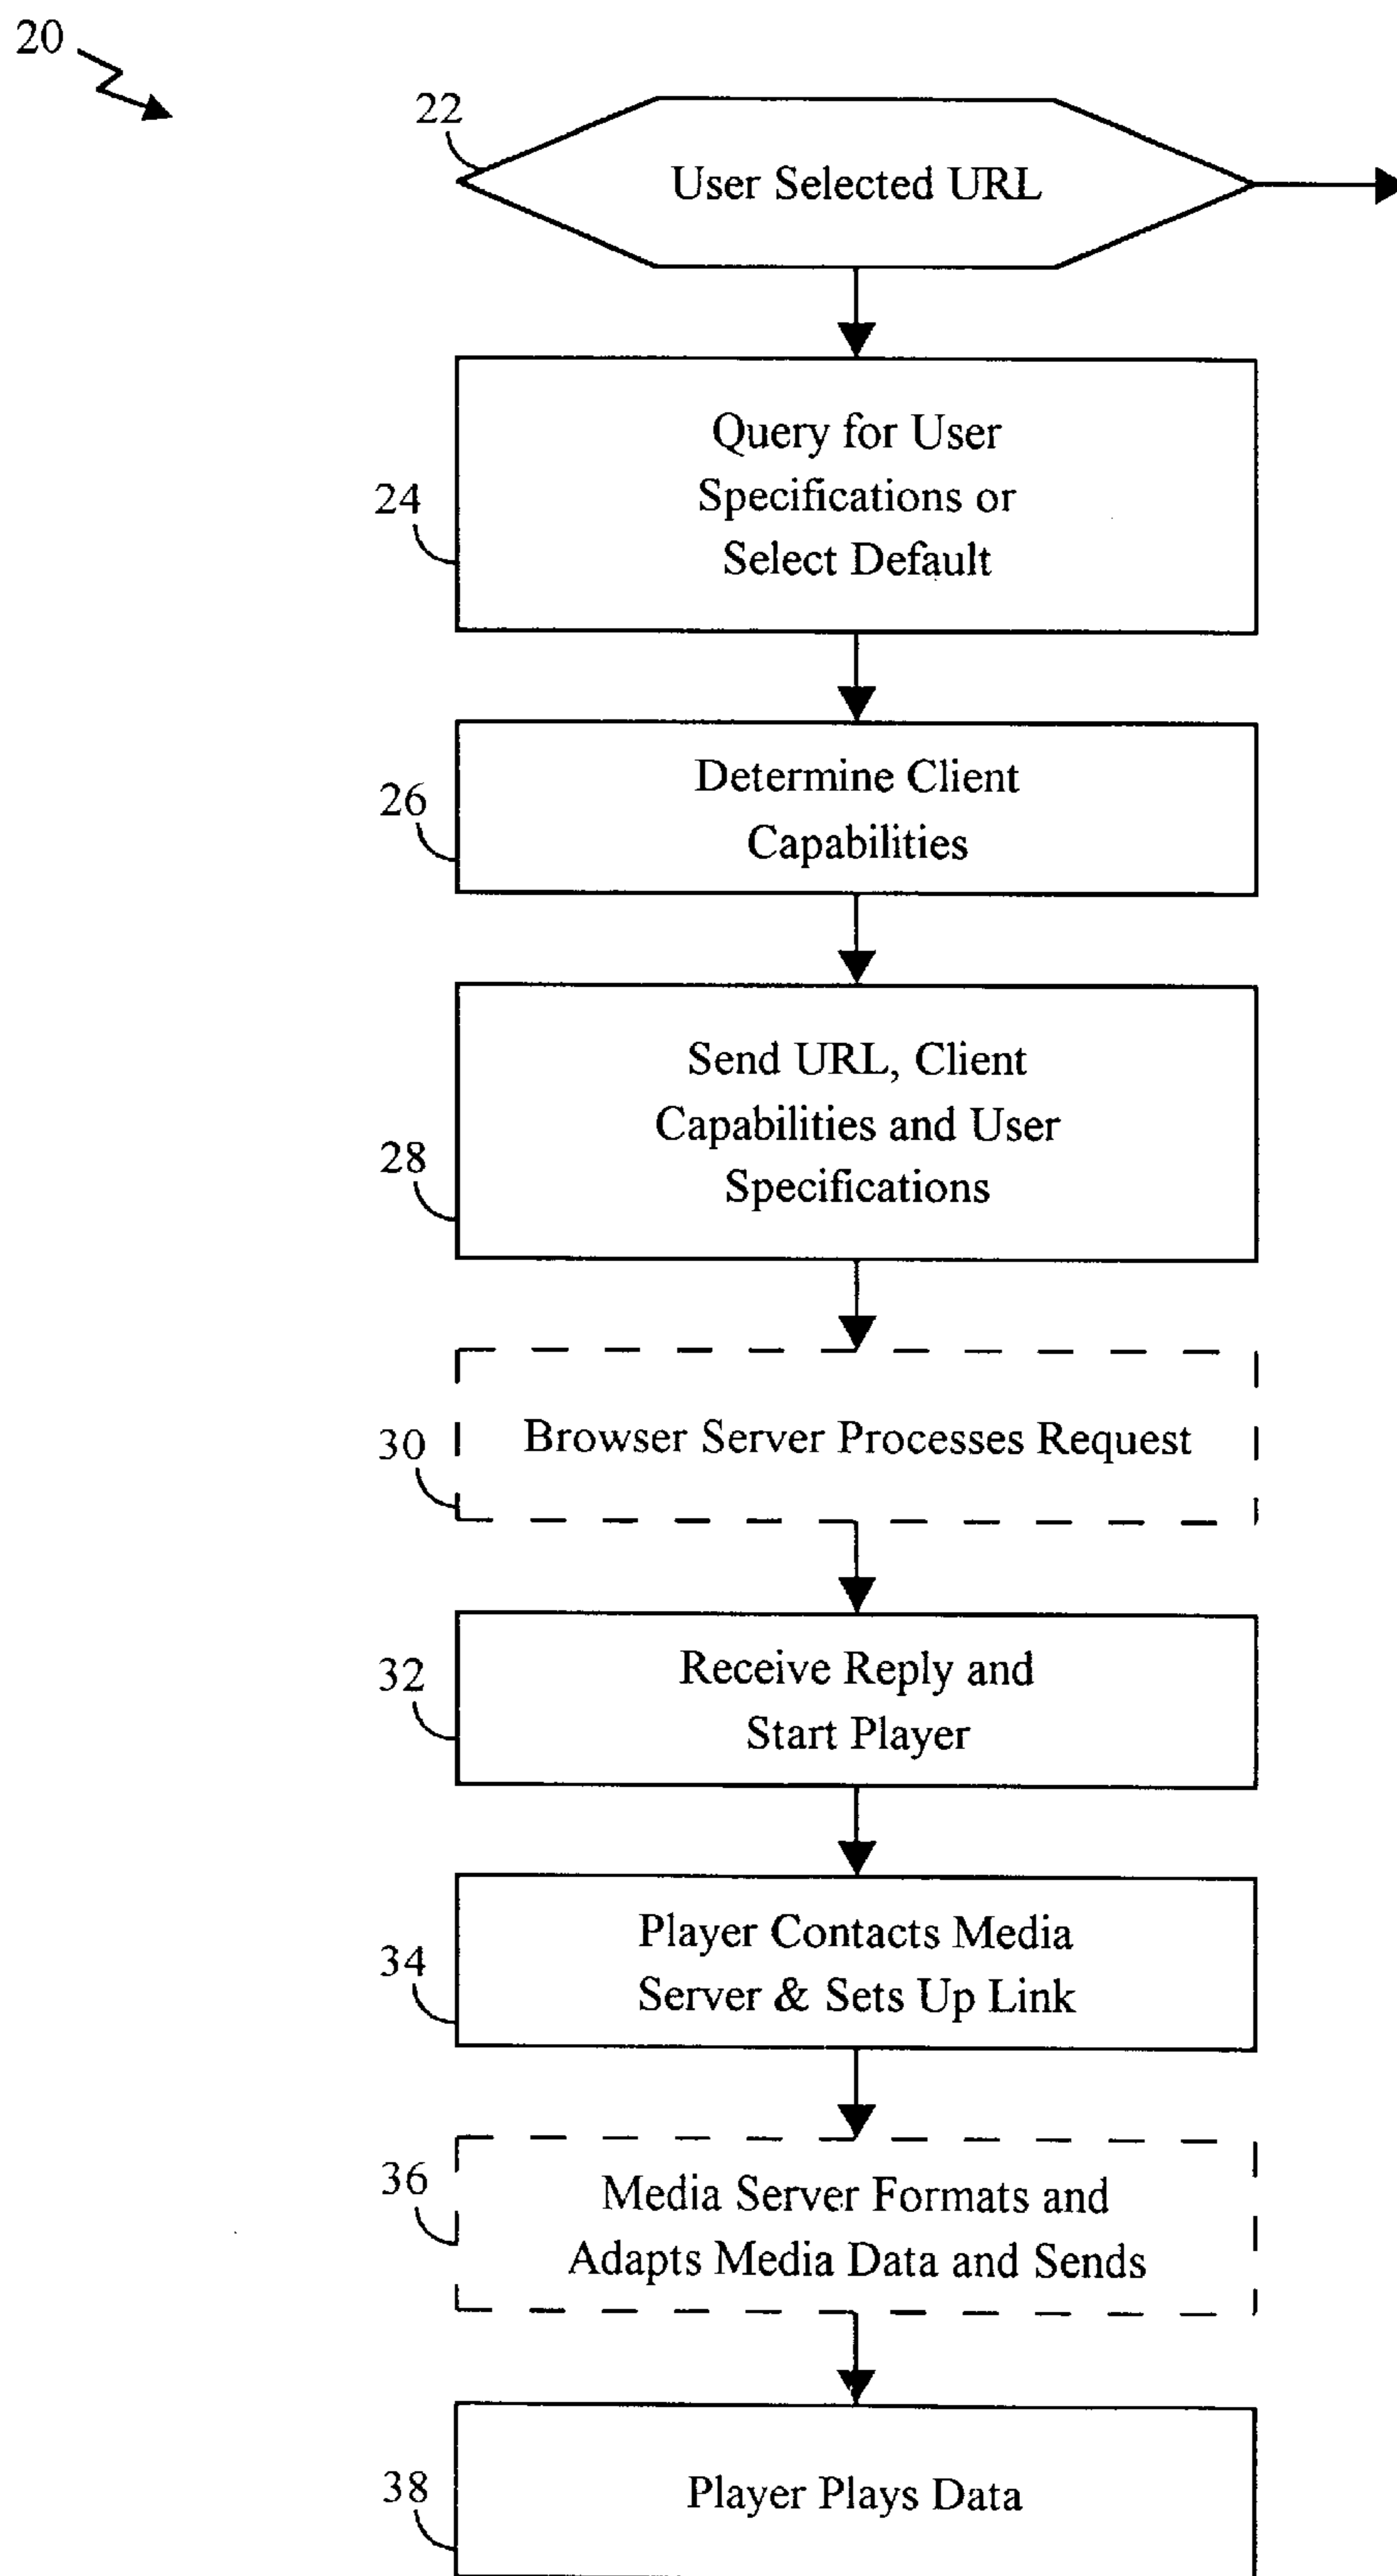 20
22
User Selected URL
Query for User
Specifications or
Select Default
24
Determine Client
Capabilities
26
Send URL, Client
Capabilities and User
Specifications
28
Browser Server Processes Request
30
Receive Reply and
Start Player
32
Player Contacts Media
Server & Sets Up Link
34
Media Server Formats and
Adapts Media Data and Sends
36
Player Plays Data
38